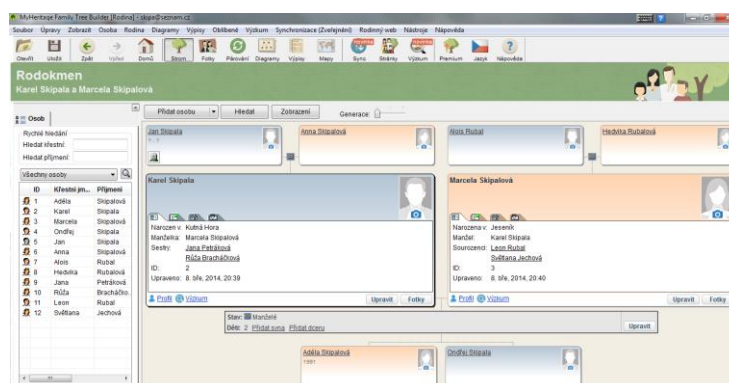 MyHeritage Family Tree Builder [Rodina] - skipa@seznam.cz
Soubor Úpravy Zobrazit Osoba Rodina Diagramy Výpisy Oblíbené Výzkum Synchronizace (Zveřejnění) Rodinný web Nástroje Nápověda
Otevřít Uložit Zpět Vpřed Domů Strom Fotky Párování Diagramy Výpisy Mapy Sync Stránky Výzkum Premium Jazyk Nápověda
Rodokmen
Karel Skipala a Marcela Skipalová
Osob
Přidat osobu Hledat Zobrazení Generace:
Rychlé hledání
Hledat křestní:
Hledat příjmení:
Všechny osoby
ID Křestní jm... Příjmení
1 Adéla Skipalová
2 Karel Skipala
3 Marcela Skipalová
4 Ondřej Skipala
5 Jan Skipala
6 Anna Skipalová
7 Alois Rubal
8 Hedvika Rubalová
9 Jana Petráková
10 Růža Bracháčko...
11 Leon Rubal
12 Světlana Jechová
Jan Skipala
? - ?
Anna Skipalová
Alois Rubal
Hedvika Rubalová
Karel Skipala
Narozen v: Kutná Hora
Manželka: Marcela Skipalová
Sestry: Jana Petráková
Růža Bracháčková
ID: 2
Upraveno: 8. bře, 2014, 20:39
Profil Výzkum Upravit Fotky
Marcela Skipalová
Narozena v: Jeseník
Manžel: Karel Skipala
Sourozenci: Leon Rubal
Světlana Jechová
ID: 3
Upraveno: 8. bře, 2014, 20:40
Profil Výzkum Upravit Fotky
Stav: Manželé
Děti: 2 Přidat syna Přidat dceru
Upravit
Adéla Skipalová
1991
Ondřej Skipala